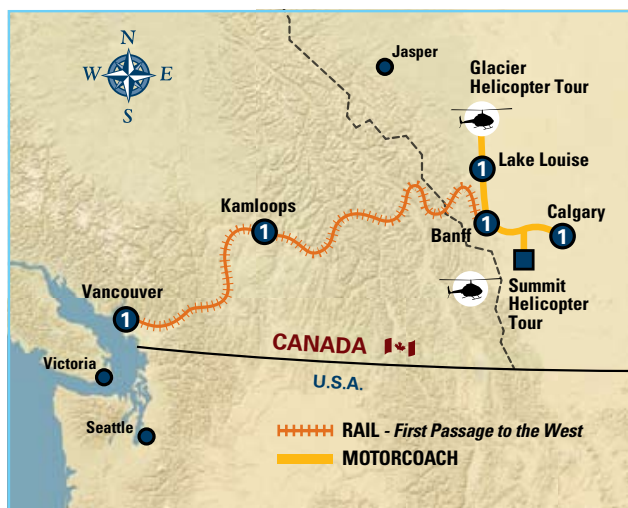 N
W E
S
Jasper
Glacier
Helicopter Tour
Lake Louise
1
Kamloops
1
Banff
1
Calgary
1
Summit
Helicopter
Tour
Vancouver
1
CANADA
Victoria
U.S.A.
Seattle
RAIL - First Passage to the West
MOTORCOACH